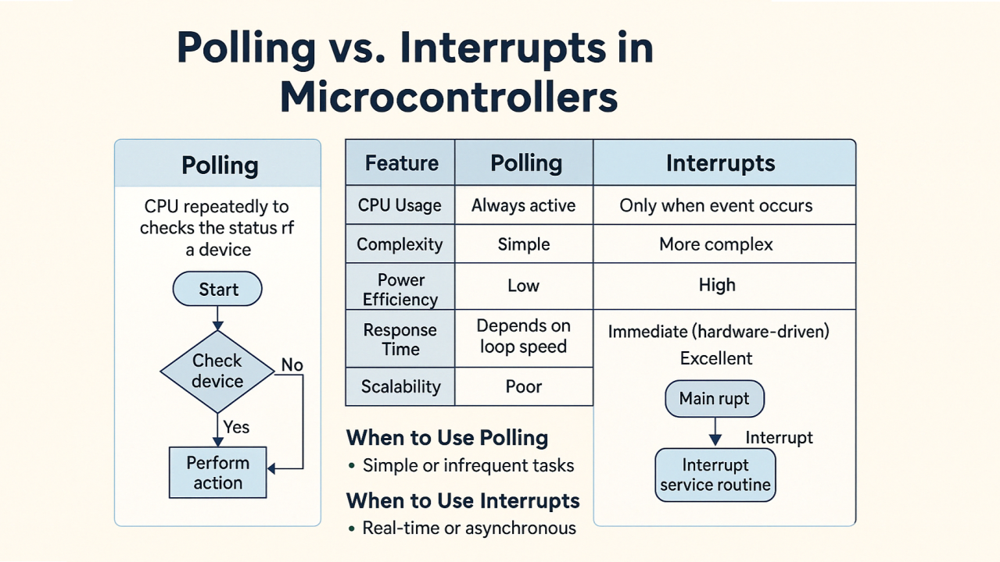 Polling vs. Interrupts in
Microcontrollers
Polling
CPU repeatedly to
checks the status rf
a device
Start
Check
device
No
Yes
Perform
action
Feature
Polling
Interrupts
CPU Usage
Always active
Only when event occurs
Complexity
Simple
More complex
Power
Efficiency
Low
High
Response
Time
Depends on
loop speed
Immediate (hardware-driven)
Scalability
Poor
Excellent
Main rupt
Interrupt
Interrupt
service routine
When to Use Polling
• Simple or infrequent tasks
When to Use Interrupts
• Real-time or asynchronous